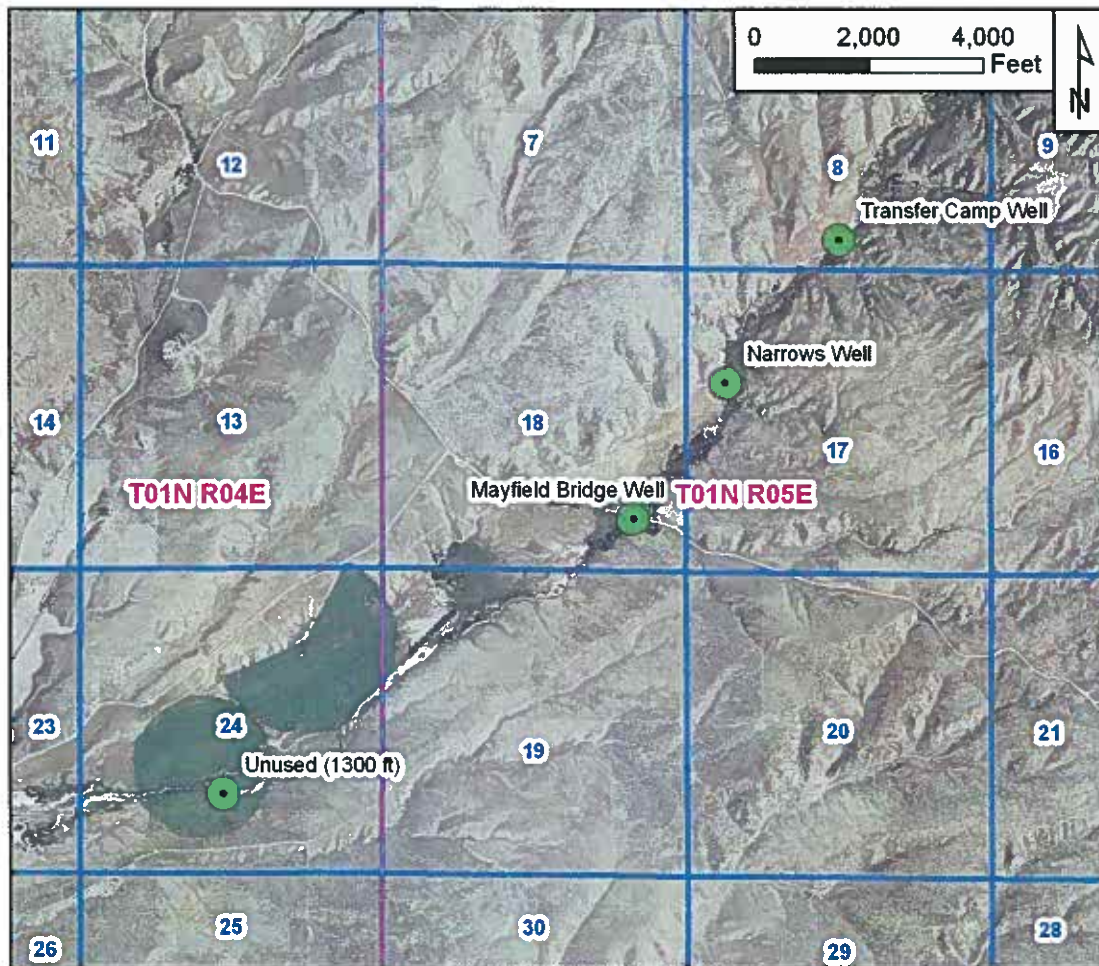 0 2,000 4,000
Feet
N
11
12
7
8
9
Transfer Camp Well
Narrows Well
14
13
18
17
16
T01N R04E
Mayfield Bridge Well
T01N R05E
23
24
19
20
21
Unused (1300 ft)
26
25
30
29
28